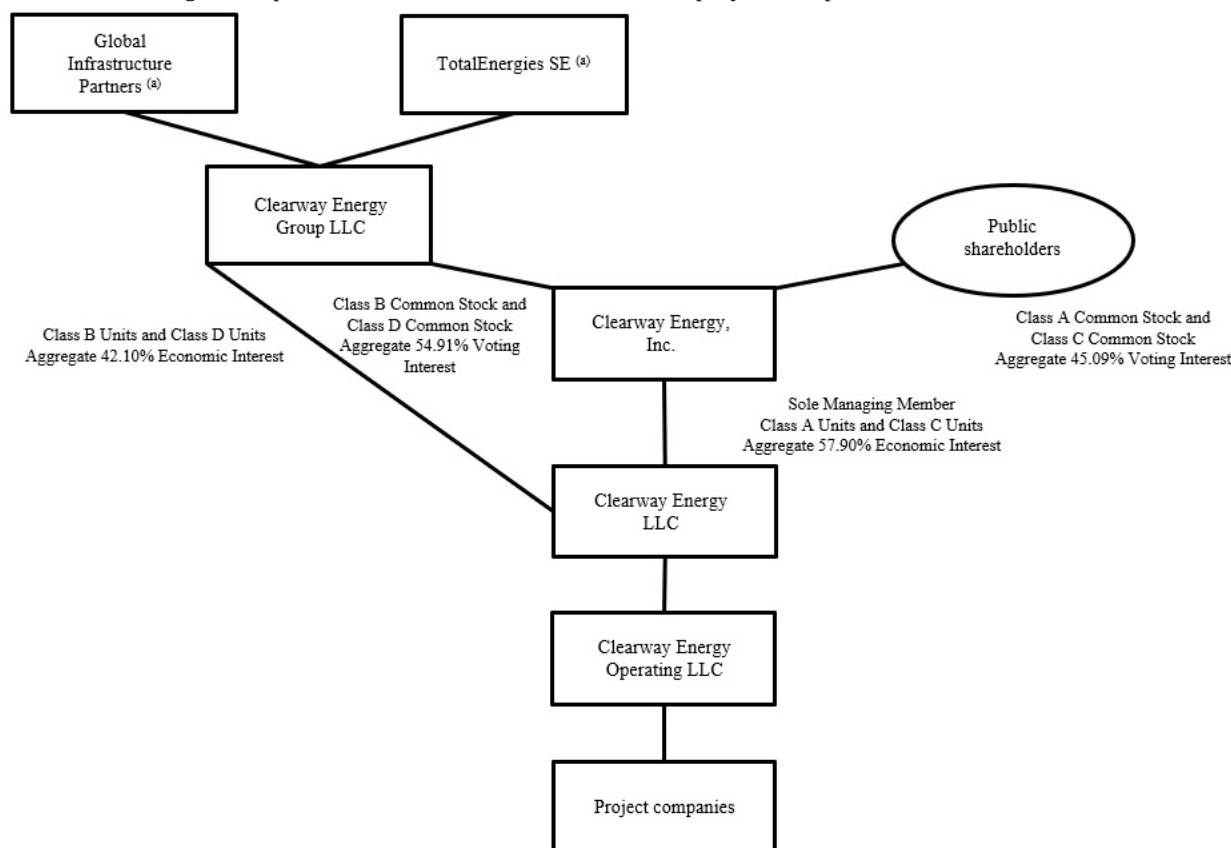 Global
Infrastructure
Partners (a)
TotalEnergies SE (a)
Clearway Energy
Group LLC
Public
shareholders
Class B Units and Class D Units
Aggregate 42.10% Economic Interest
Class B Common Stock and
Class D Common Stock
Aggregate 54.91% Voting
Interest
Clearway Energy,
Inc.
Class A Common Stock and
Class C Common Stock
Aggregate 45.09% Voting Interest
Sole Managing Member
Class A Units and Class C Units
Aggregate 57.90% Economic Interest
Clearway Energy
LLC
Clearway Energy
Operating LLC
Project companies